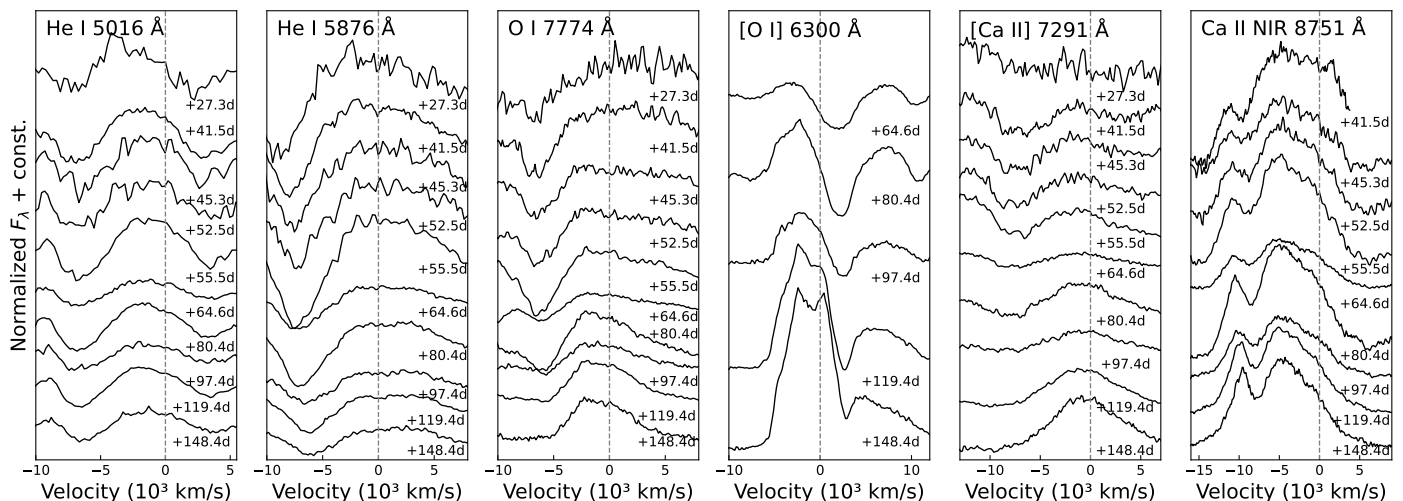 He I 5016 Å
+27.3d
+41.5d
+45.3d
+52.5d
+55.5d
+64.6d
+80.4d
+97.4d
+119.4d
+148.4d
−10 −5 0 5
Velocity (10³ km/s)
Normalized Fλ + const.
He I 5876 Å
+27.3d
+41.5d
+45.3d
+52.5d
+55.5d
+64.6d
+80.4d
+97.4d
+119.4d
+148.4d
−10 −5 0 5
Velocity (10³ km/s)
O I 7774 Å
+27.3d
+41.5d
+45.3d
+52.5d
+55.5d
+64.6d
+80.4d
+97.4d
+119.4d
+148.4d
−10 −5 0 5
Velocity (10³ km/s)
[O I] 6300 Å
+64.6d
+80.4d
+97.4d
+119.4d
+148.4d
−10 0 10
Velocity (10³ km/s)
[Ca II] 7291 Å
+27.3d
+41.5d
+45.3d
+52.5d
+55.5d
+64.6d
+80.4d
+97.4d
+119.4d
+148.4d
−10 −5 0 5
Velocity (10³ km/s)
Ca II NIR 8751 Å
+41.5d
+45.3d
+52.5d
+55.5d
+64.6d
+80.4d
+97.4d
+119.4d
+148.4d
−15 −10 −5 0 5
Velocity (10³ km/s)